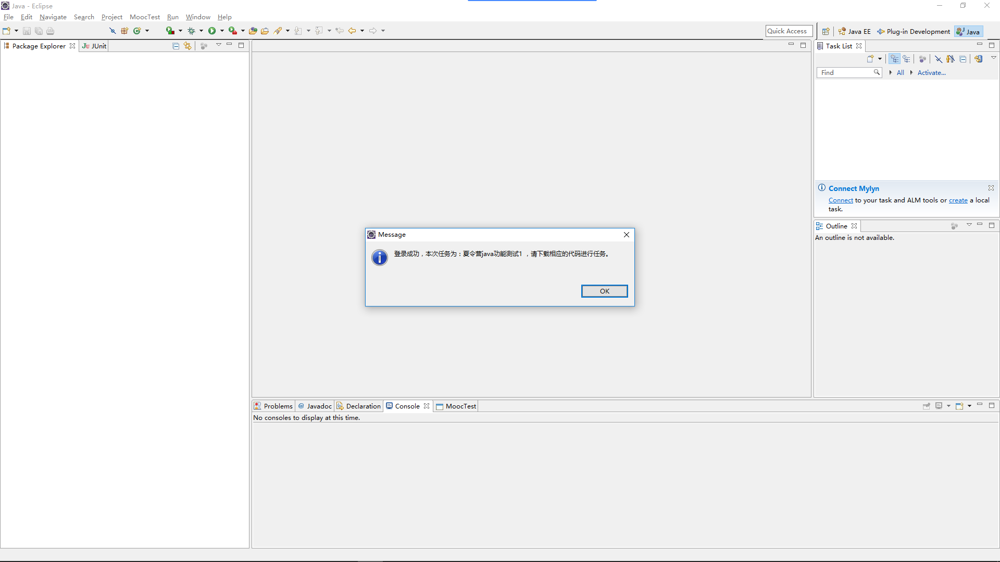 Java - Eclipse
File Edit Navigate Search Project MoocTest Run Window Help
Quick Access
Java EE
Plug-in Development
Java
Package Explorer
JUnit
Task List
Find
All
Activate...
Connect Mylyn
Connect to your task and ALM tools or create a local
task.
Outline
An outline is not available.
Message
登录成功，本次任务为：夏令营java功能测试1 ，请下载相应的代码进行任务。
OK
Problems
@ Javadoc
Declaration
Console
MoocTest
No consoles to display at this time.